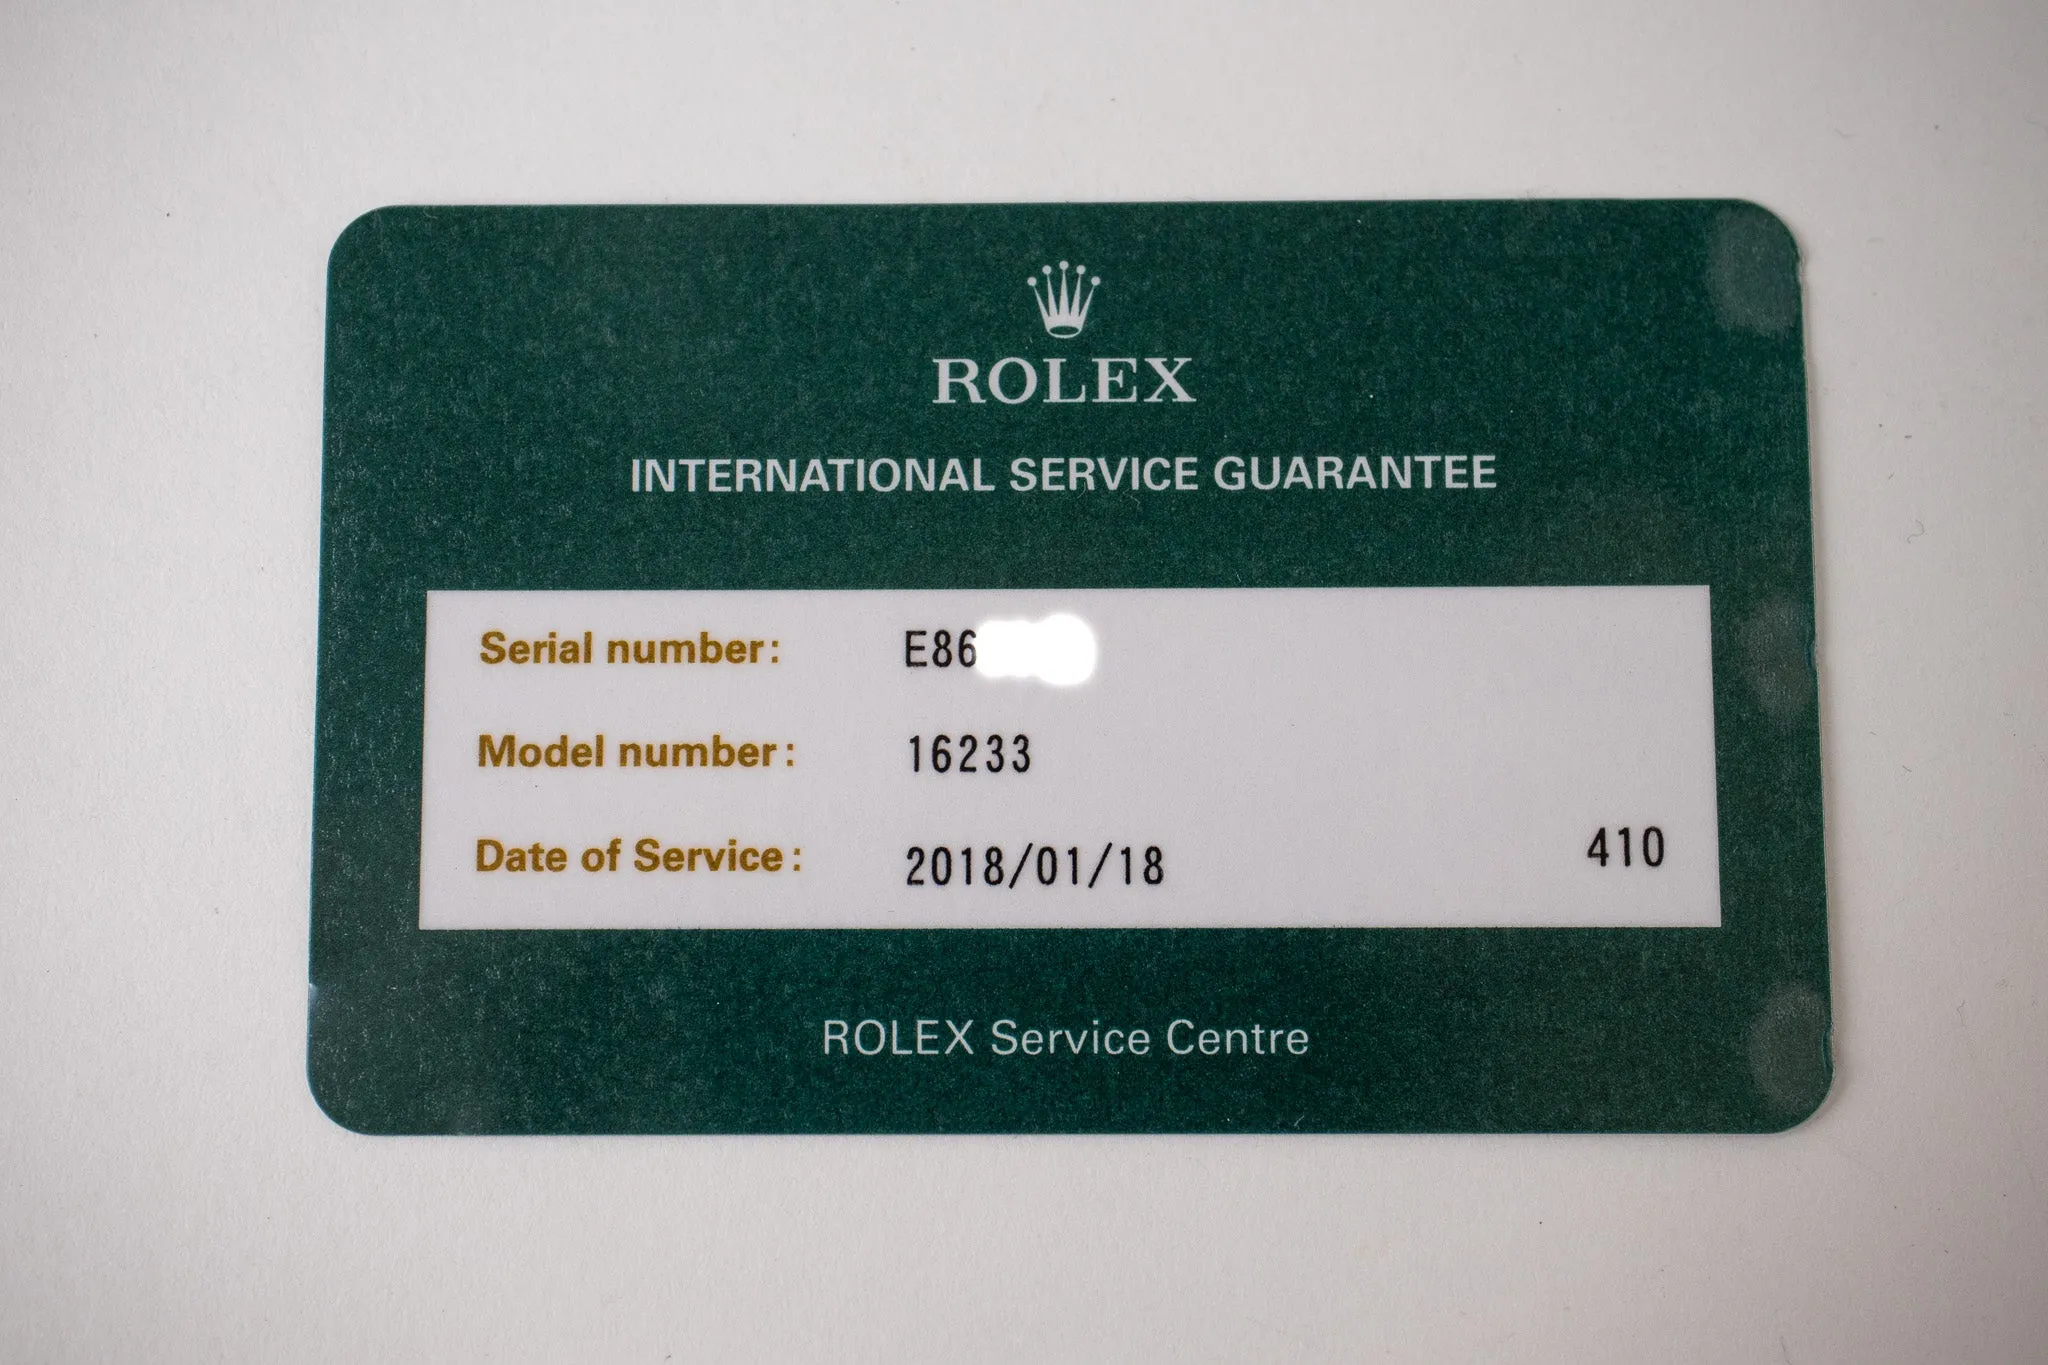 ROLEX
INTERNATIONAL SERVICE GUARANTEE
Serial number: E86
Model number: 16233
Date of Service: 2018/01/18 410
ROLEX Service Centre